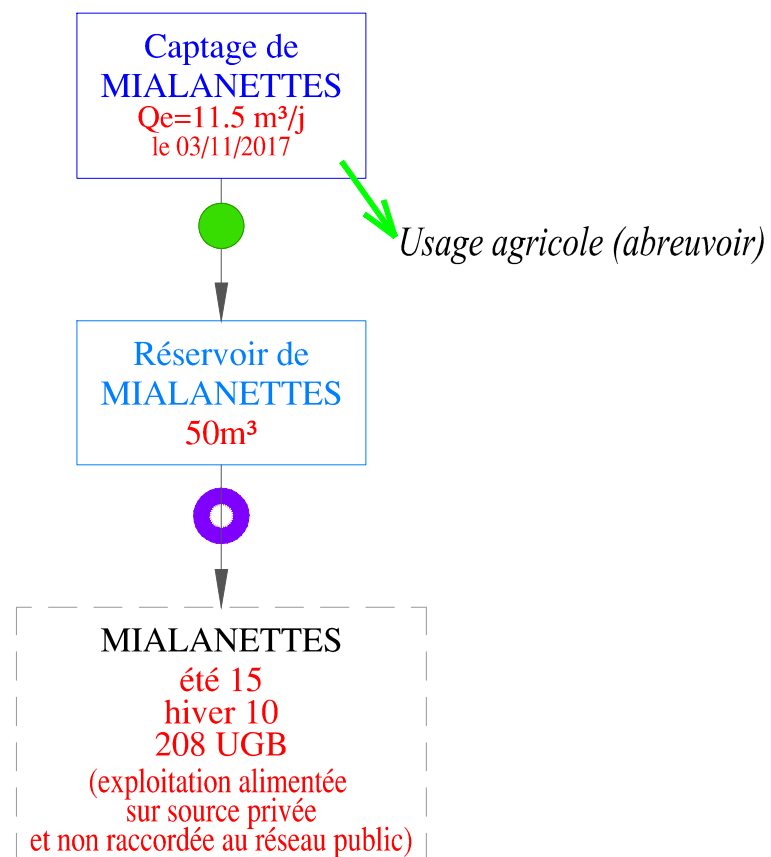 Captage de
MIALANETTES
Qe=11.5 m³/j
le 03/11/2017
Usage agricole (abreuvoir)
Réservoir de
MIALANETTES
50m³
MIALANETTES
été 15
hiver 10
208 UGB
(exploitation alimentée
sur source privée
et non raccordée au réseau public)